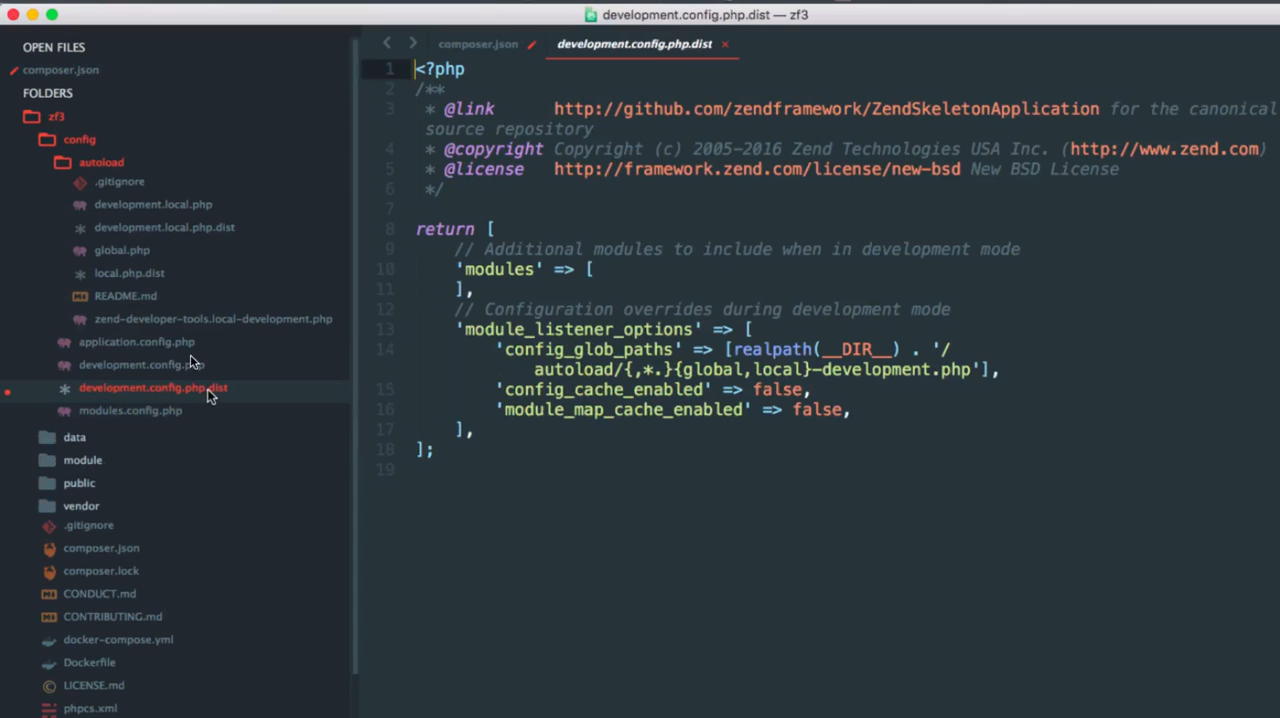 development.config.php.dist — zf3
OPEN FILES
composer.json
FOLDERS
zf3
config
autoload
.gitignore
development.local.php
development.local.php.dist
global.php
local.php.dist
README.md
zend-developer-tools.local-development.php
application.config.php
development.config.php
development.config.php.dist
modules.config.php
data
module
public
vendor
.gitignore
composer.json
composer.lock
CONDUCT.md
CONTRIBUTING.md
docker-compose.yml
Dockerfile
LICENSE.md
phpcs.xml
composer.json
development.config.php.dist
1 <?php
2 /**
3 * @link http://github.com/zendframework/ZendSkeletonApplication for the canonical
source repository
4 * @copyright Copyright (c) 2005-2016 Zend Technologies USA Inc. (http://www.zend.com)
5 * @license http://framework.zend.com/license/new-bsd New BSD License
6 */
7
8 return [
9 // Additional modules to include when in development mode
10 'modules' => [
11 ],
12 // Configuration overrides during development mode
13 'module_listener_options' => [
14 'config_glob_paths' => [realpath(__DIR__) . '/
autoload/{,*.}{global,local}-development.php'],
15 'config_cache_enabled' => false,
16 'module_map_cache_enabled' => false,
17 ],
18 ];
19